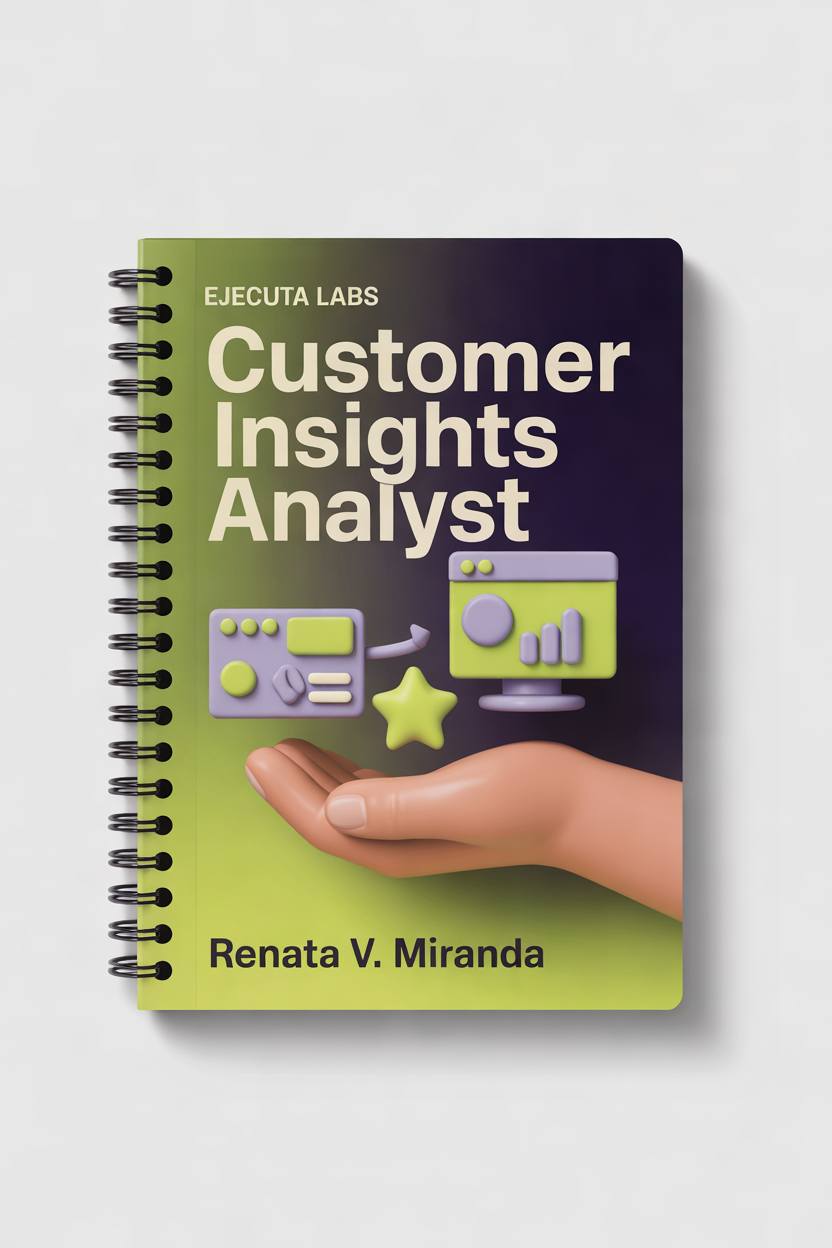 EJECUTA LABS
Customer
Insights
Analyst
Renata V. Miranda